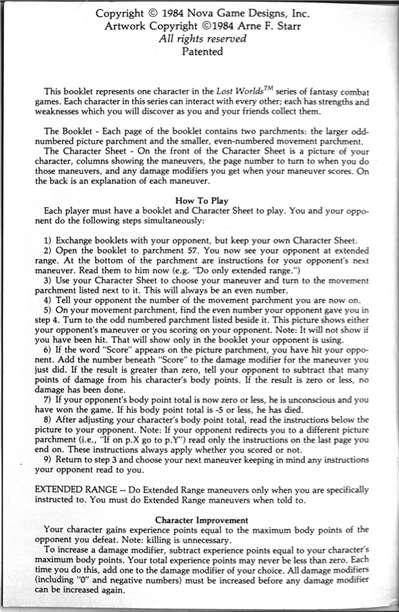 Copyright © 1984 Nova Game Designs, Inc.
Artwork Copyright ©1984 Arne F. Starr
All rights reserved
Patented
This booklet represents one character in the Lost Worlds™ series of fantasy combat
games. Each character in this series can interact with every other; each has strengths and
weaknesses which you will discover as you and your friends collect them.
The Booklet - Each page of the booklet contains two parchments: the larger odd-
numbered picture parchment and the smaller, even-numbered movement parchment.
The Character Sheet - On the front of the Character Sheet is a picture of your
character, columns showing the maneuvers, the page number to turn to when you do
those maneuvers, and any damage modifiers you get when your maneuver scores. On
the back is an explanation of each maneuver.
How To Play
Each player must have a booklet and Character Sheet to play. You and your oppo-
nent do the following steps simultaneously:
1) Exchange booklets with your opponent, but keep your own Character Sheet.
2) Open the booklet to parchment 57. You now see your opponent at extended
range. At the bottom of the parchment are instructions for your opponent's next
maneuver. Read them to him now (e.g. "Do only extended range.")
3) Use your Character Sheet to choose your maneuver and turn to the movement
parchment listed next to it. This will always be an even number.
4) Tell your opponent the number of the movement parchment you are now on.
5) On your movement parchment, find the even number your opponent gave you in
step 4. Turn to the odd numbered parchment listed beside it. This picture shows either
your opponent's maneuver or you scoring on your opponent. Note: It will not show if
you have been hit. That will show only in the booklet your opponent is using.
6) If the word "Score" appears on the picture parchment, you have hit your oppo-
nent. Add the number beneath "Score" to the damage modifier for the maneuver you
just did. If the result is greater than zero, tell your opponent to subtract that many
points of damage from his character's body points. If the result is zero or less, no
damage has been done.
7) If your opponent's body point total is now zero or less, he is unconscious and you
have won the game. If his body point total is -5 or less, he has died.
8) After adjusting your character's body point total, read the instructions below the
picture to your opponent. Note: If your opponent redirects you to a different picture
parchment (i.e., "If on p.X go to p.Y") read only the instructions on the last page you
end on. These instructions always apply whether you scored or not.
9) Return to step 3 and choose your next maneuver keeping in mind any instructions
your opponent read to you.
EXTENDED RANGE -- Do Extended Range maneuvers only when you are specifically
instructed to. You must do Extended Range maneuvers when told to.
Character Improvement
Your character gains experience points equal to the maximum body points of the
opponent you defeat. Note: killing is unnecessary.
To increase a damage modifier, subtract experience points equal to your character's
maximum body points. Your total experience points may never be less than zero. Each
time you do this, add one to the damage modifier of your choice. All damage modifiers
(including "0" and negative numbers) must be increased before any damage modifier
can be increased again.